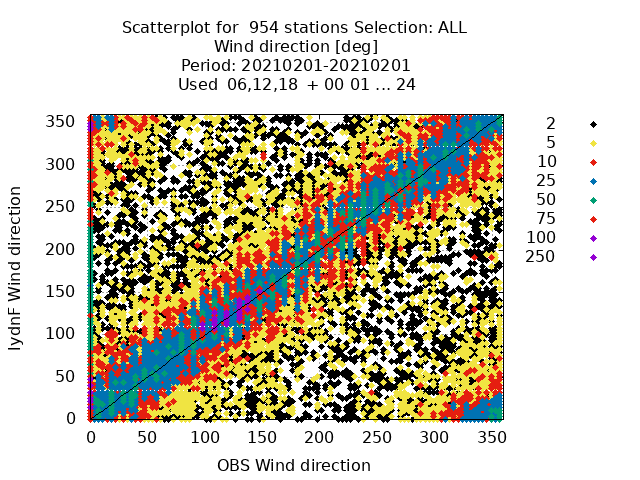 Scatterplot for 954 stations Selection: ALL
Wind direction [deg]
Period: 20210201-20210201
Used 06,12,18 + 00 01 ... 24
350
300
250
200
150
100
50
0
IydnF Wind direction
0 50 100 150 200 250 300 350
OBS Wind direction
2
5
10
25
50
75
100
250